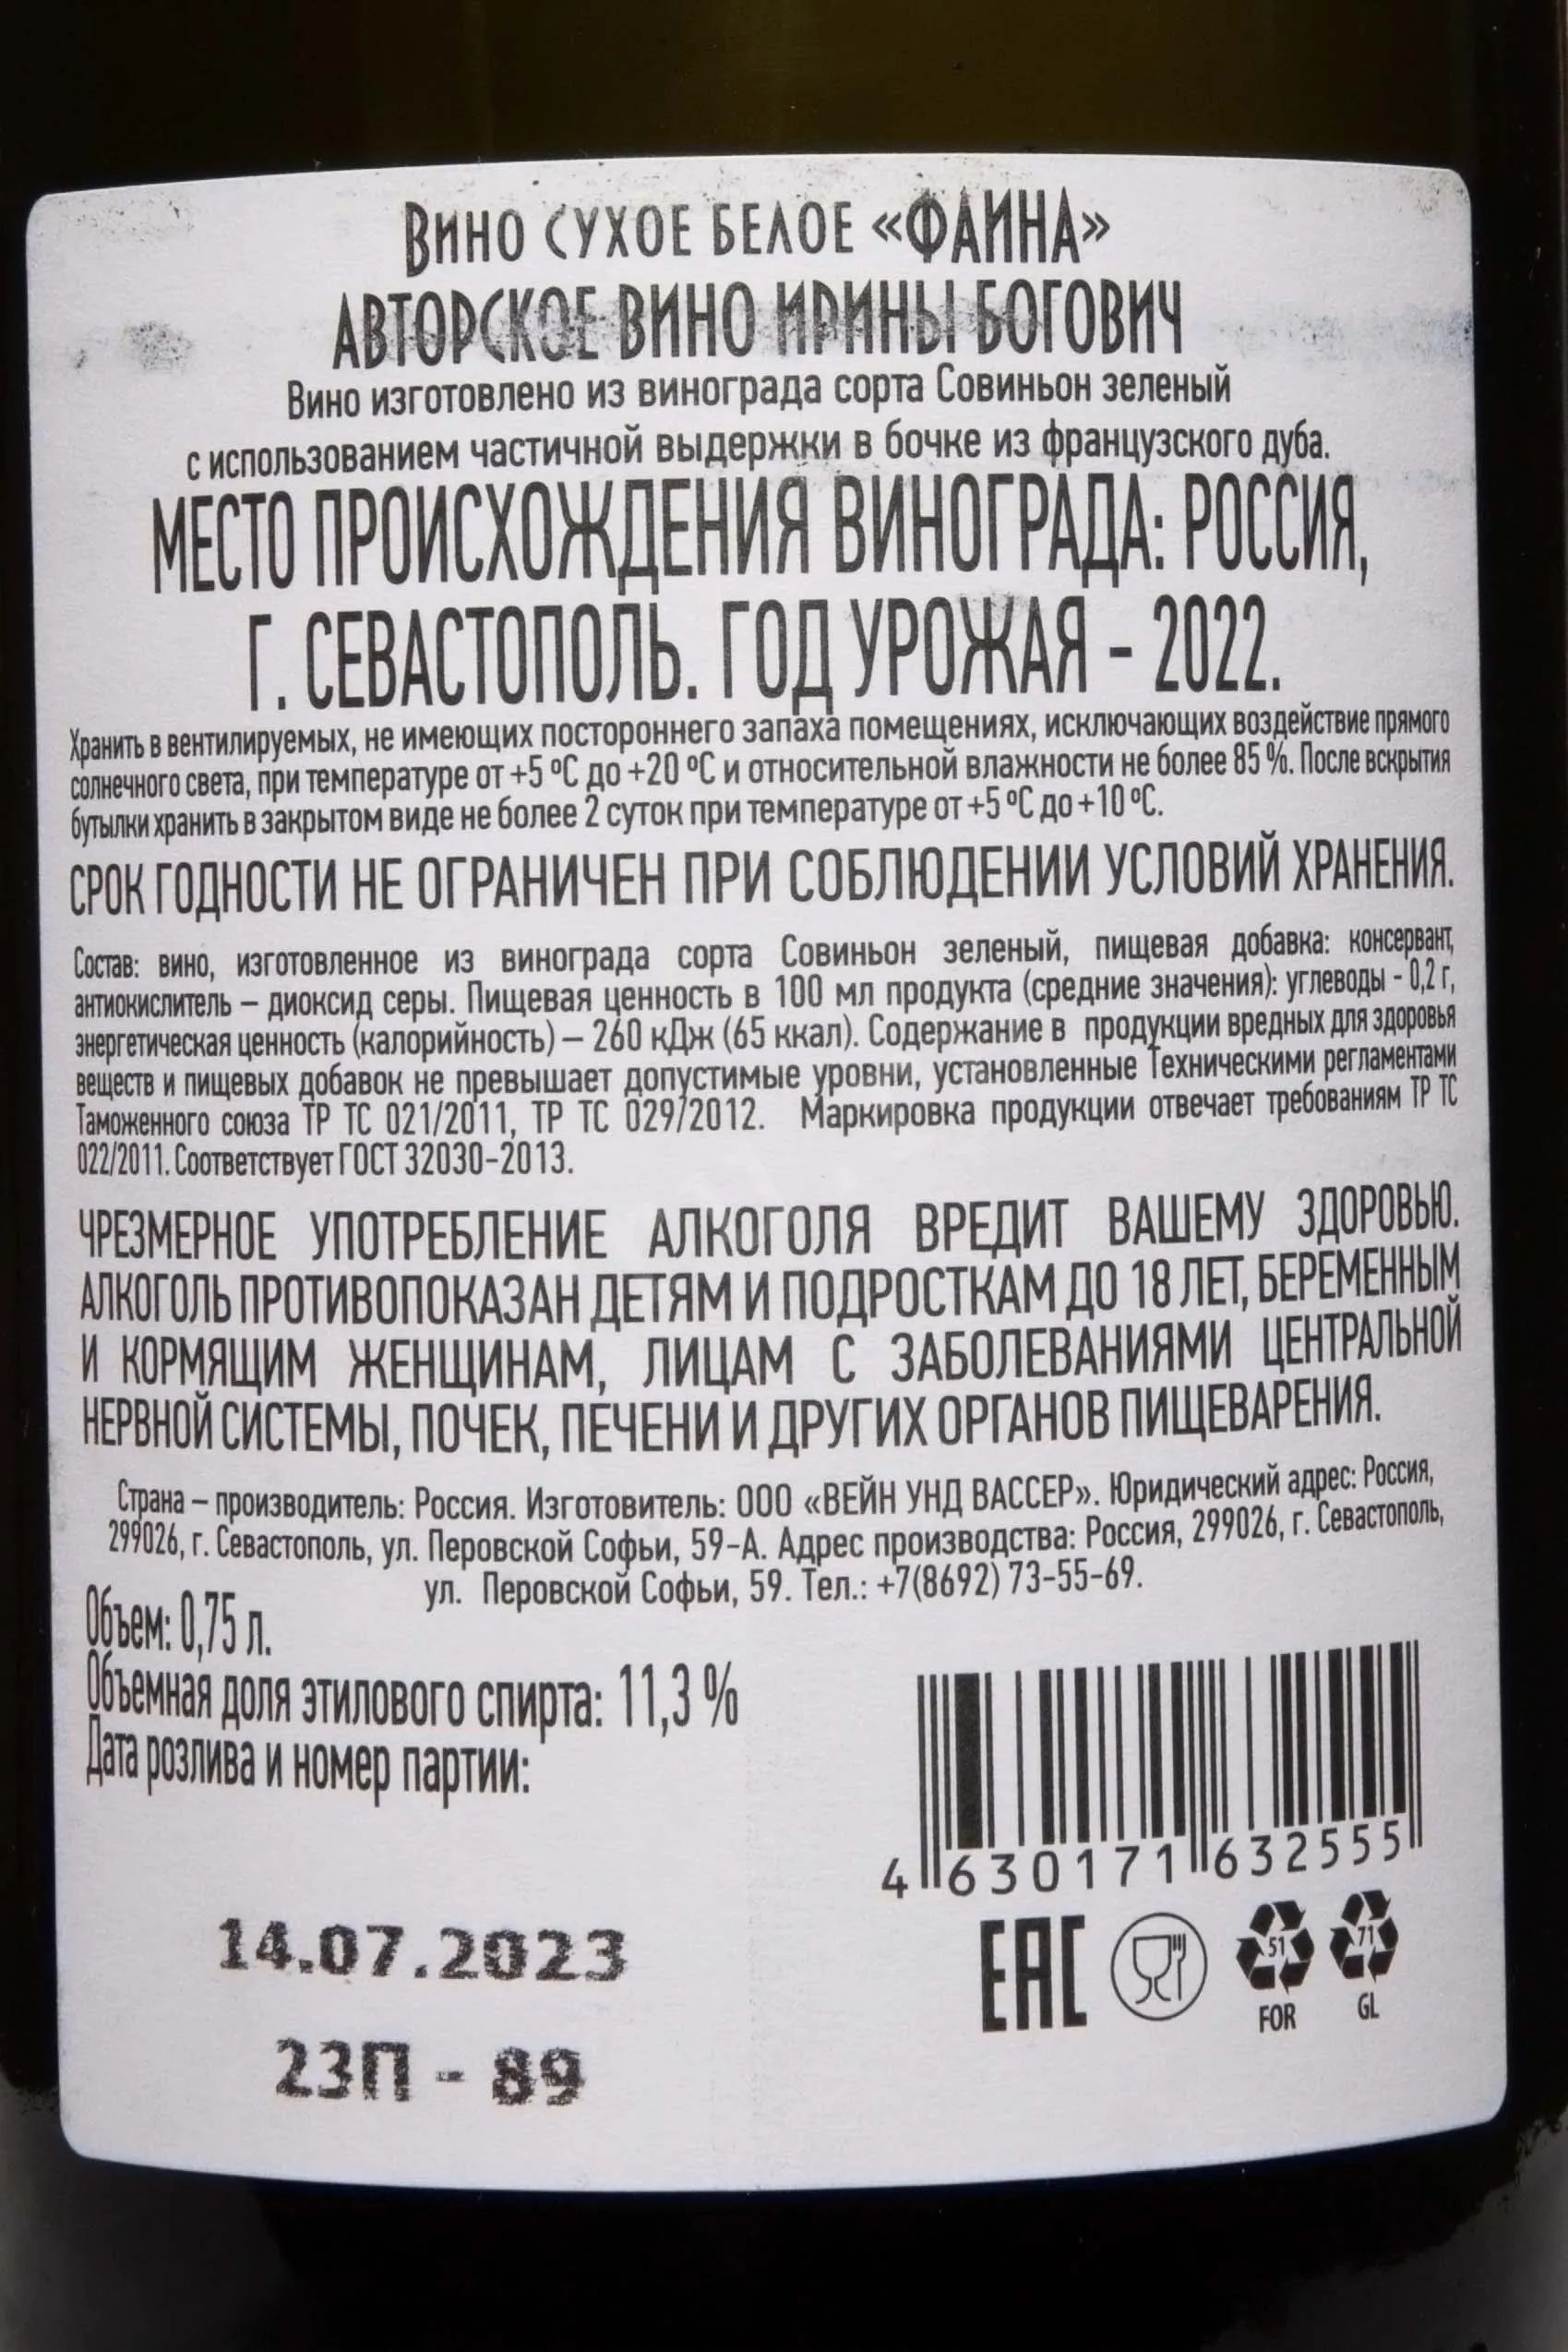 Вино сухое белое «ФАИНА»
АВТОРСКОЕ ВИНО ИРИНЫ БОГОВИЧ
Вино изготовлено из винограда сорта Совиньон зеленый
с использованием частичной выдержки в бочке из французского дуба.
МЕСТО ПРОИСХОЖДЕНИЯ ВИНОГРАДА: РОССИЯ,
Г. СЕВАСТОПОЛЬ. ГОД УРОЖАЯ - 2022.
Хранить в вентилируемых, не имеющих постороннего запаха помещениях, исключающих воздействие прямого
солнечного света, при температуре от +5 ºС до +20 ºС и относительной влажности не более 85 %. После вскрытия
бутылки хранить в закрытом виде не более 2 суток при температуре от +5 ºС до +10 ºС.
СРОК ГОДНОСТИ НЕ ОГРАНИЧЕН ПРИ СОБЛЮДЕНИИ УСЛОВИЙ ХРАНЕНИЯ.
Состав: вино, изготовленное из винограда сорта Совиньон зеленый, пищевая добавка: консервант,
антиокислитель – диоксид серы. Пищевая ценность в 100 мл продукта (средние значения): углеводы - 0,2 г,
энергетическая ценность (калорийность) – 260 кДж (65 ккал). Содержание в продукции вредных для здоровья
веществ и пищевых добавок не превышает допустимые уровни, установленные Техническими регламентами
Таможенного союза ТР ТС 021/2011, ТР ТС 029/2012. Маркировка продукции отвечает требованиям ТР ТС
022/2011. Соответствует ГОСТ 32030-2013.
ЧРЕЗМЕРНОЕ УПОТРЕБЛЕНИЕ АЛКОГОЛЯ ВРЕДИТ ВАШЕМУ ЗДОРОВЬЮ.
АЛКОГОЛЬ ПРОТИВОПОКАЗАН ДЕТЯМ И ПОДРОСТКАМ ДО 18 ЛЕТ, БЕРЕМЕННЫМ
И КОРМЯЩИМ ЖЕНЩИНАМ, ЛИЦАМ С ЗАБОЛЕВАНИЯМИ ЦЕНТРАЛЬНОЙ
НЕРВНОЙ СИСТЕМЫ, ПОЧЕК, ПЕЧЕНИ И ДРУГИХ ОРГАНОВ ПИЩЕВАРЕНИЯ.
Страна – производитель: Россия. Изготовитель: ООО «ВЕЙН УНД ВАССЕР». Юридический адрес: Россия,
299026, г. Севастополь, ул. Перовской Софьи, 59-А. Адрес производства: Россия, 299026, г. Севастополь,
ул. Перовской Софьи, 59. Тел.: +7(8692) 73-55-69.
Объем: 0,75 л.
Объемная доля этилового спирта: 11,3 %
Дата розлива и номер партии:
4 630171 632555
14.07.2023
23П - 89
ЕАС
51
71
FOR
GL